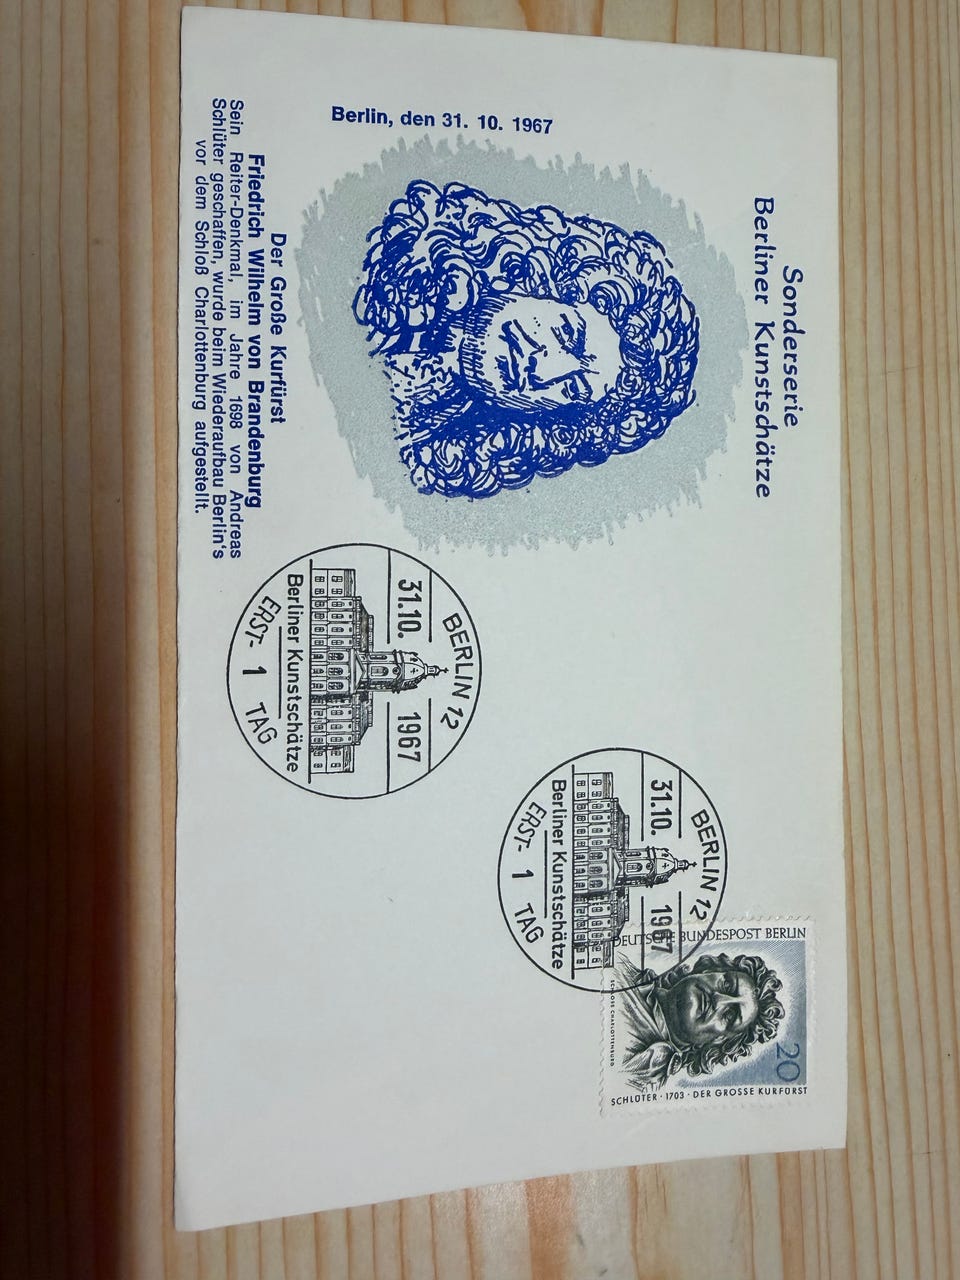 Sonderserie
Berliner Kunstschätze
Berlin, den 31. 10. 1967
Der Große Kurfürst
Friedrich Wilhelm von Brandenburg
Sein Reiter-Denkmal, im Jahre 1698 von Andreas
Schlüter geschaffen, wurde beim Wiederaufbau Berlin's
vor dem Schloß Charlottenburg aufgestellt.
BERLIN 12
31.10. 1967
Berliner Kunstschätze
ERST- 1 TAG
BERLIN 12
31.10. 1967
Berliner Kunstschätze
ERST- 1 TAG
DEUTSCHE BUNDESPOST BERLIN
20
SCHLOSS CHARLOTTENBURG
SCHLÜTER · 1703 · DER GROSSE KURFÜRST